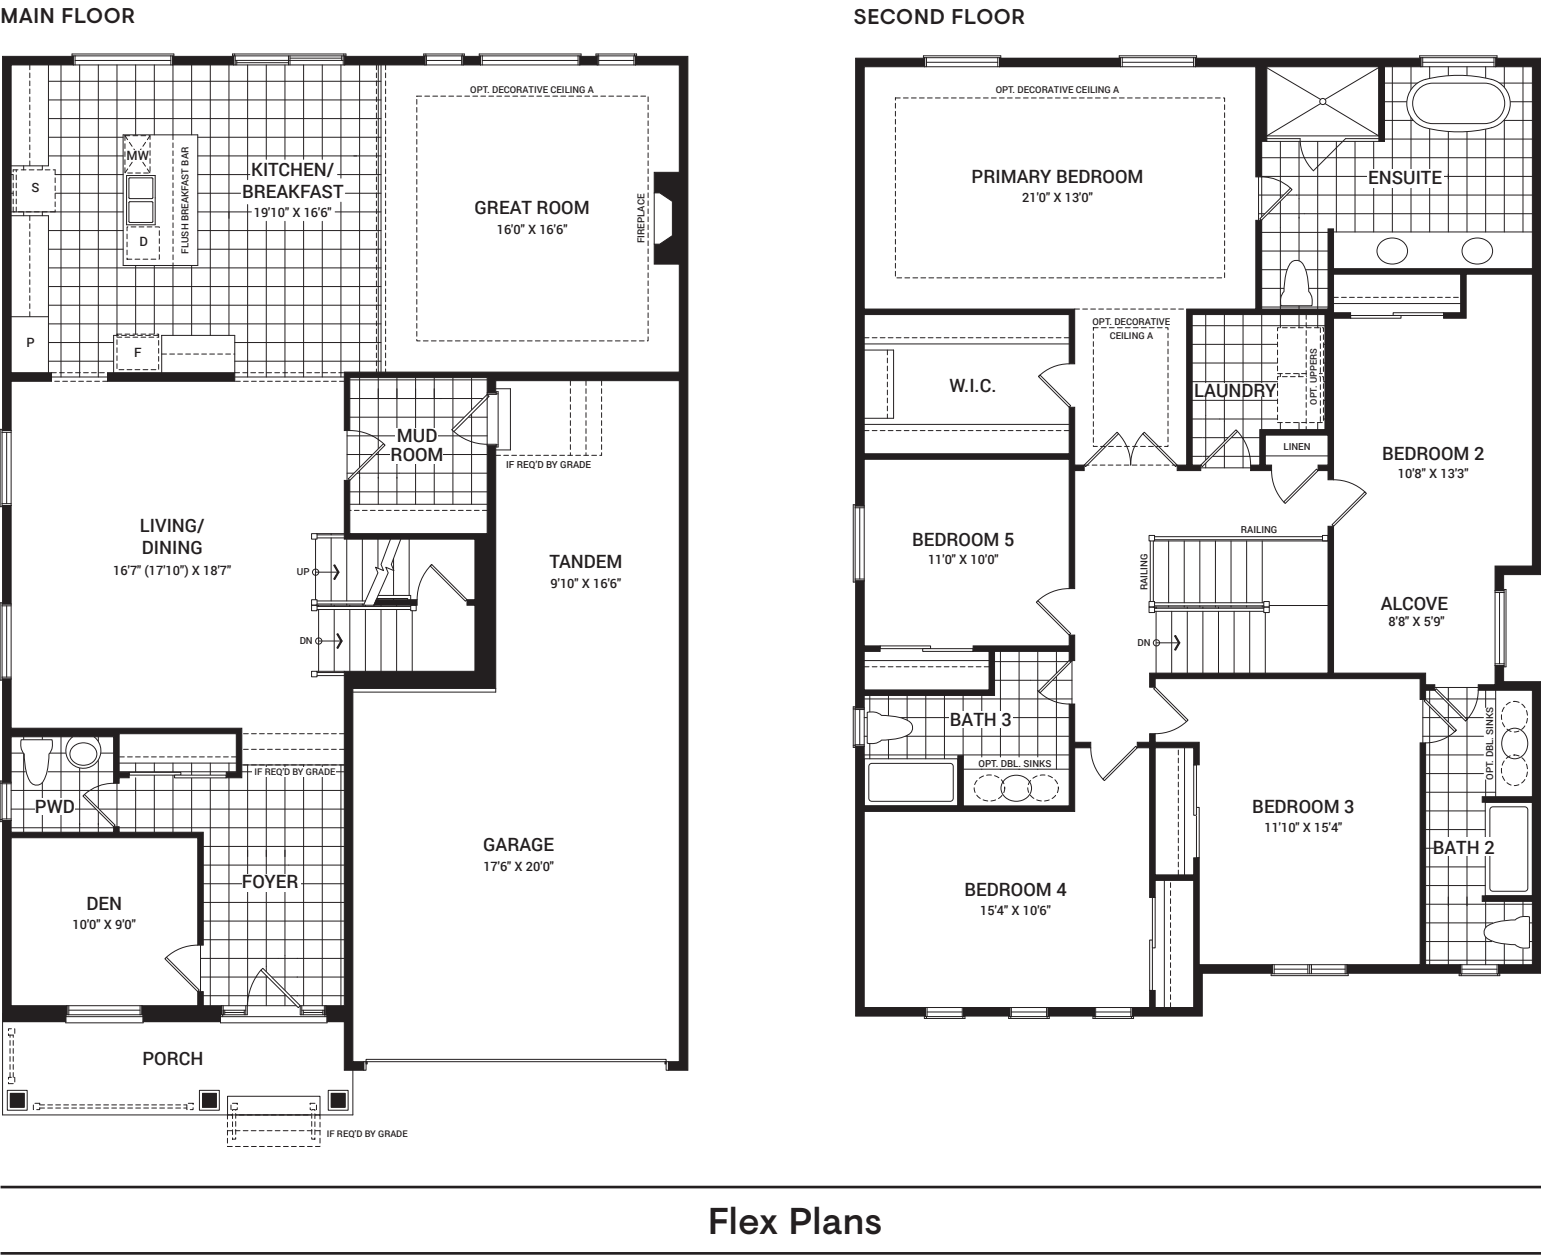 MAIN FLOOR
OPT. DECORATIVE CEILING A
MW
S
FLUSH BREAKFAST BAR
D
KITCHEN/
BREAKFAST
19'10" X 16'6"
GREAT ROOM
16'0" X 16'6"
FIREPLACE
P
F
MUD
ROOM
IF REQ'D BY GRADE
LIVING/
DINING
16'7" (17'10") X 18'7"
UP
DN
TANDEM
9'10" X 16'6"
IF REQ'D BY GRADE
PWD
GARAGE
17'6" X 20'0"
FOYER
DEN
10'0" X 9'0"
PORCH
IF REQ'D BY GRADE
SECOND FLOOR
OPT. DECORATIVE CEILING A
PRIMARY BEDROOM
21'0" X 13'0"
ENSUITE
OPT. DECORATIVE
CEILING A
W.I.C.
LAUNDRY
OPT. UPPERS
LINEN
BEDROOM 2
10'8" X 13'3"
BEDROOM 5
11'0" X 10'0"
RAILING
RAILING
ALCOVE
8'8" X 5'9"
DN
BATH 3
OPT. DBL. SINKS
OPT. DBL. SINKS
BEDROOM 3
11'10" X 15'4"
BATH 2
BEDROOM 4
15'4" X 10'6"
Flex Plans